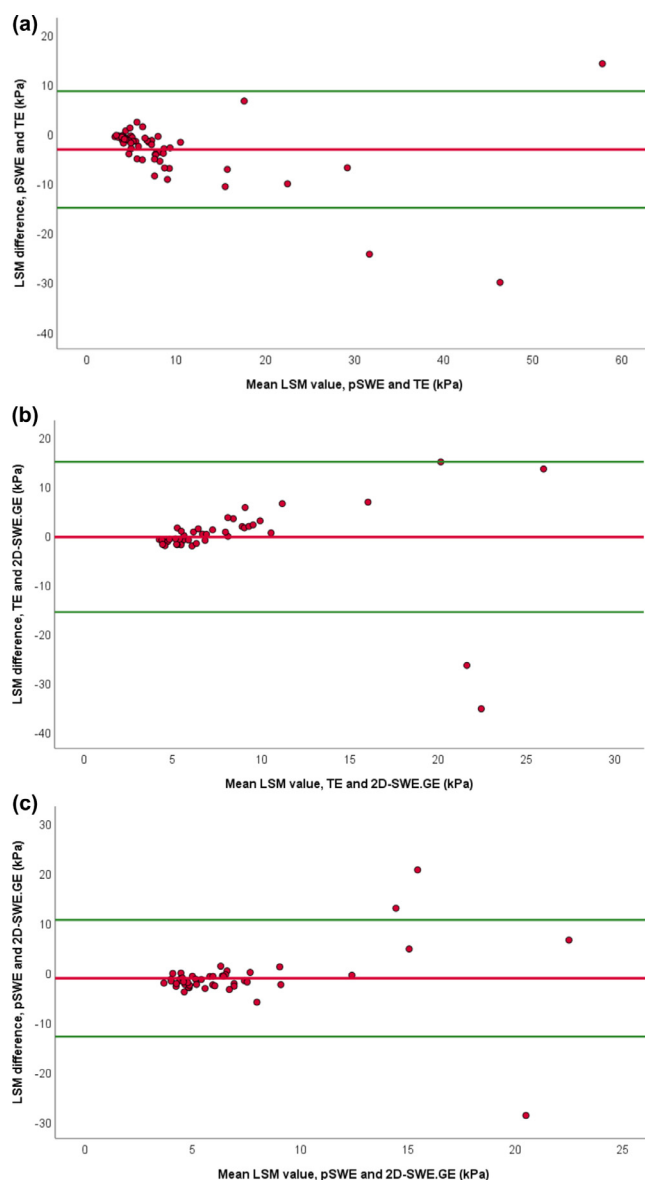 (a)
LSM difference, pSWE and TE (kPa)
20
10
0
-10
-20
-30
-40
0 10 20 30 40 50 60
Mean LSM value, pSWE and TE (kPa)
(b)
LSM difference, TE and 2D-SWE.GE (kPa)
20
10
0
-10
-20
-30
-40
0 5 10 15 20 25 30
Mean LSM value, TE and 2D-SWE.GE (kPa)
(c)
LSM difference, pSWE and 2D-SWE.GE (kPa)
30
20
10
0
-10
-20
-30
0 5 10 15 20 25
Mean LSM value, pSWE and 2D-SWE.GE (kPa)